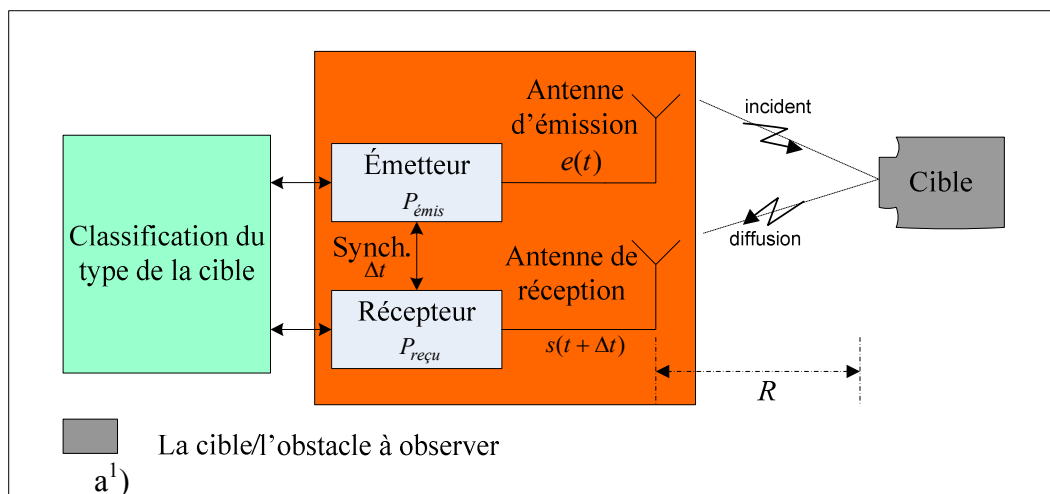 Classification du
type de la cible
Émetteur
P_émis
Synch.
Δt
Récepteur
P_reçu
Antenne
d'émission
e(t)
Antenne de
réception
s(t + Δt)
incident
diffusion
Cible
R
La cible/l'obstacle à observer
a¹)